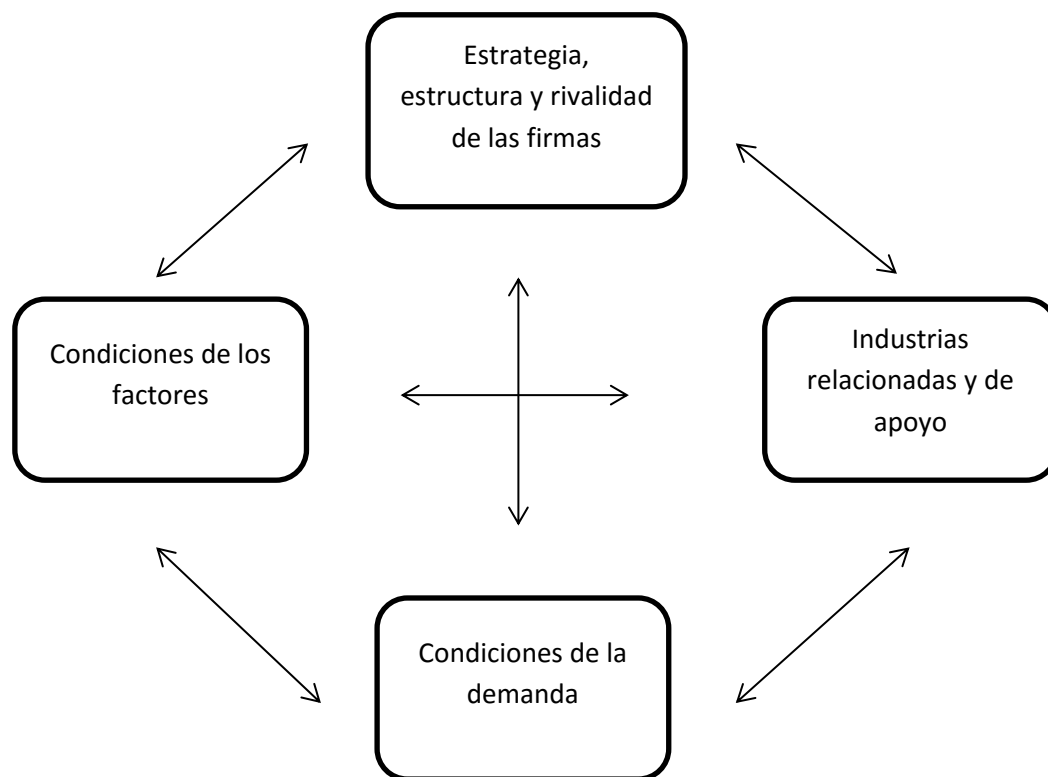 Estrategia,
estructura y rivalidad
de las firmas
Condiciones de los
factores
Industrias
relacionadas y de
apoyo
Condiciones de la
demanda